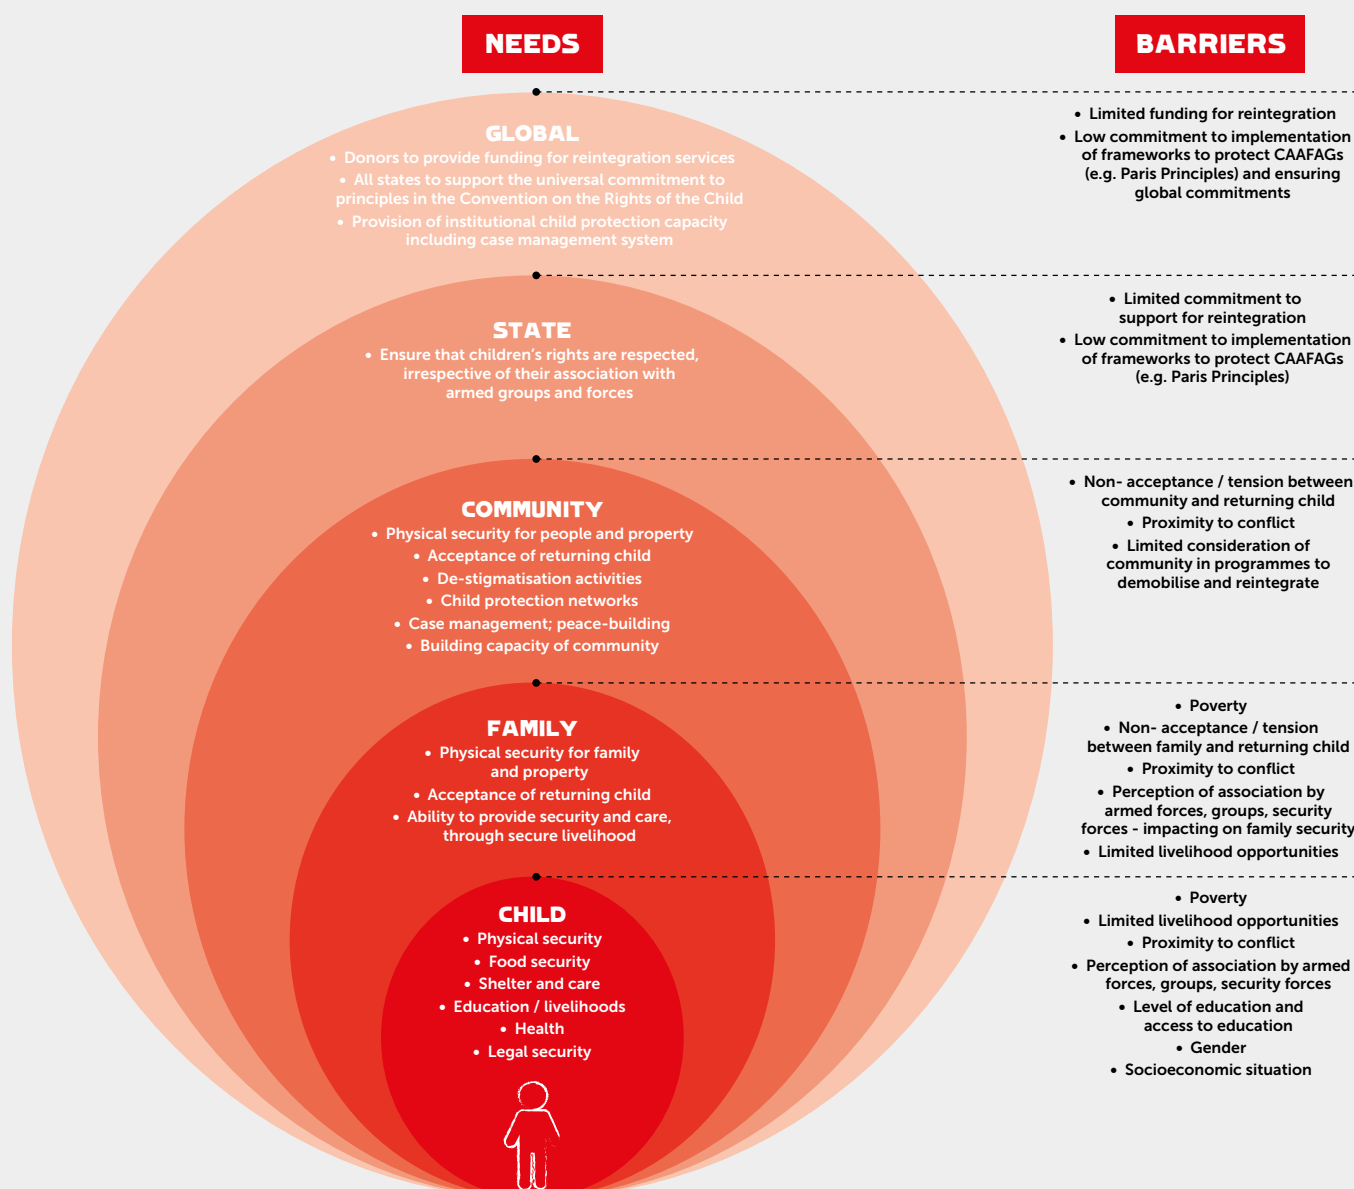 NEEDS
BARRIERS
GLOBAL
• Donors to provide funding for reintegration services
• All states to support the universal commitment to
principles in the Convention on the Rights of the Child
• Provision of institutional child protection capacity
including case management system
• Limited funding for reintegration
• Low commitment to implementation
of frameworks to protect CAAFAGs
(e.g. Paris Principles) and ensuring
global commitments
STATE
• Ensure that children’s rights are respected,
irrespective of their association with
armed groups and forces
• Limited commitment to
support for reintegration
• Low commitment to implementation
of frameworks to protect CAAFAGs
(e.g. Paris Principles)
COMMUNITY
• Physical security for people and property
• Acceptance of returning child
• De-stigmatisation activities
• Child protection networks
• Case management; peace-building
• Building capacity of community
• Non- acceptance / tension between
community and returning child
• Proximity to conflict
• Limited consideration of
community in programmes to
demobilise and reintegrate
FAMILY
• Physical security for family
and property
• Acceptance of returning child
• Ability to provide security and care,
through secure livelihood
• Poverty
• Non- acceptance / tension
between family and returning child
• Proximity to conflict
• Perception of association by
armed forces, groups, security
forces - impacting on family security
• Limited livelihood opportunities
CHILD
• Physical security
• Food security
• Shelter and care
• Education / livelihoods
• Health
• Legal security
• Poverty
• Limited livelihood opportunities
• Proximity to conflict
• Perception of association by armed
forces, groups, security forces
• Level of education and
access to education
• Gender
• Socioeconomic situation